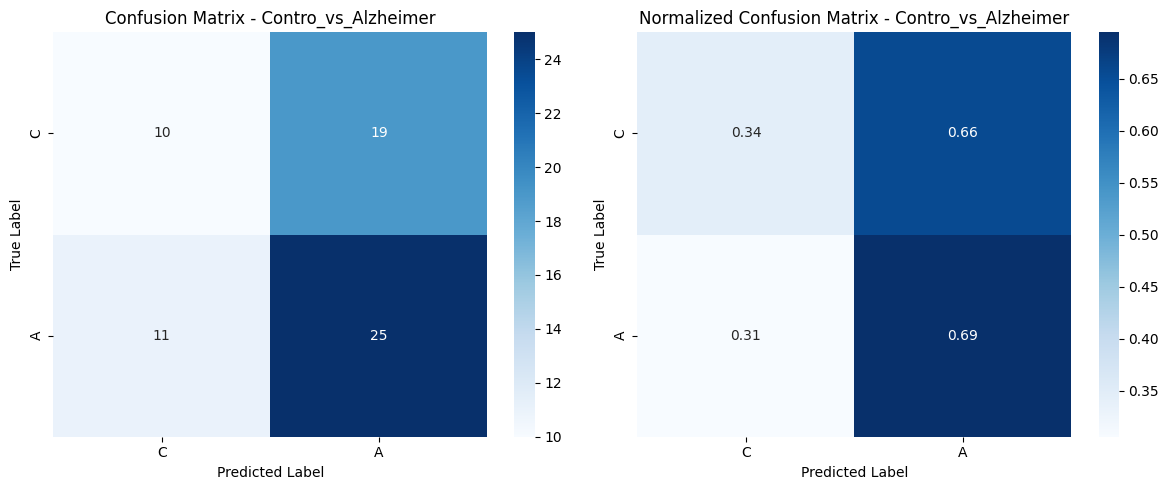 Confusion Matrix - Contro_vs_Alzheimer
True Label
C
10
19
A
11
25
C
A
Predicted Label
24
22
20
18
16
14
12
10
Normalized Confusion Matrix - Contro_vs_Alzheimer
True Label
C
0.34
0.66
A
0.31
0.69
C
A
Predicted Label
0.65
0.60
0.55
0.50
0.45
0.40
0.35